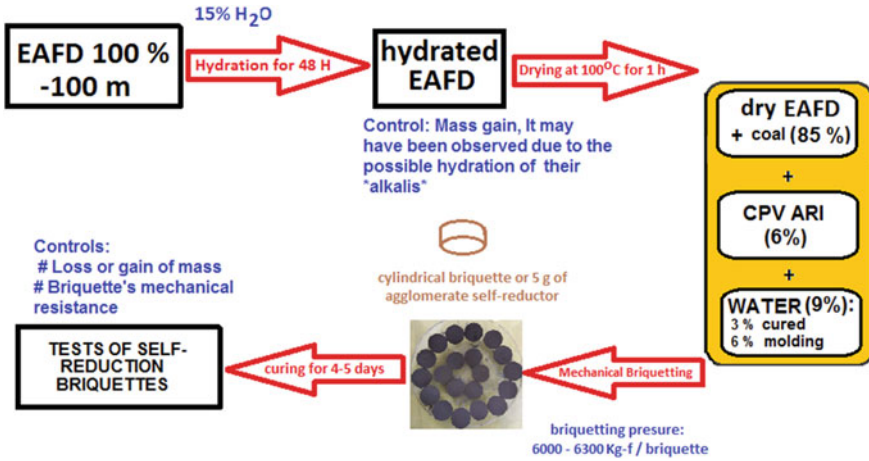 15% H2O
EAFD 100 %
-100 m
Hydration for 48 H
hydrated
EAFD
Drying at 100°C for 1 h
dry EAFD
+ coal (85 %)
+
CPV ARI
(6%)
+
WATER (9%):
3 % cured
6 % molding
Control: Mass gain, It may
have been observed due to the
possible hydration of their
*alkalis*
cylindrical briquette or 5 g of
agglomerate self-reductor
Mechanical Briquetting
briquetting presure:
6000 - 6300 Kg-f / briquette
curing for 4-5 days
Controls:
# Loss or gain of mass
# Briquette's mechanical
resistance
TESTS OF SELF-
REDUCTION
BRIQUETTES